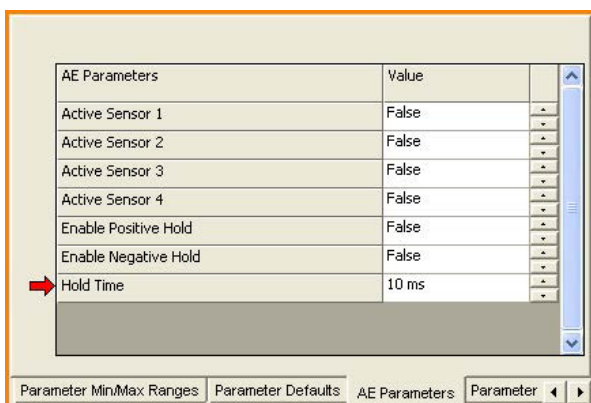 AE Parameters Value
Active Sensor 1 False
Active Sensor 2 False
Active Sensor 3 False
Active Sensor 4 False
Enable Positive Hold False
Enable Negative Hold False
Hold Time 10 ms
Parameter Min/Max Ranges Parameter Defaults AE Parameters Parameter